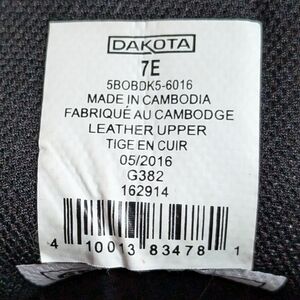 DAKOTA
7E
5BOBDK5-6016
MADE IN CAMBODIA
FABRIQUÉ AU CAMBODGE
LEATHER UPPER
TIGE EN CUIR
05/2016
G382
162914
4 10013 83478 1